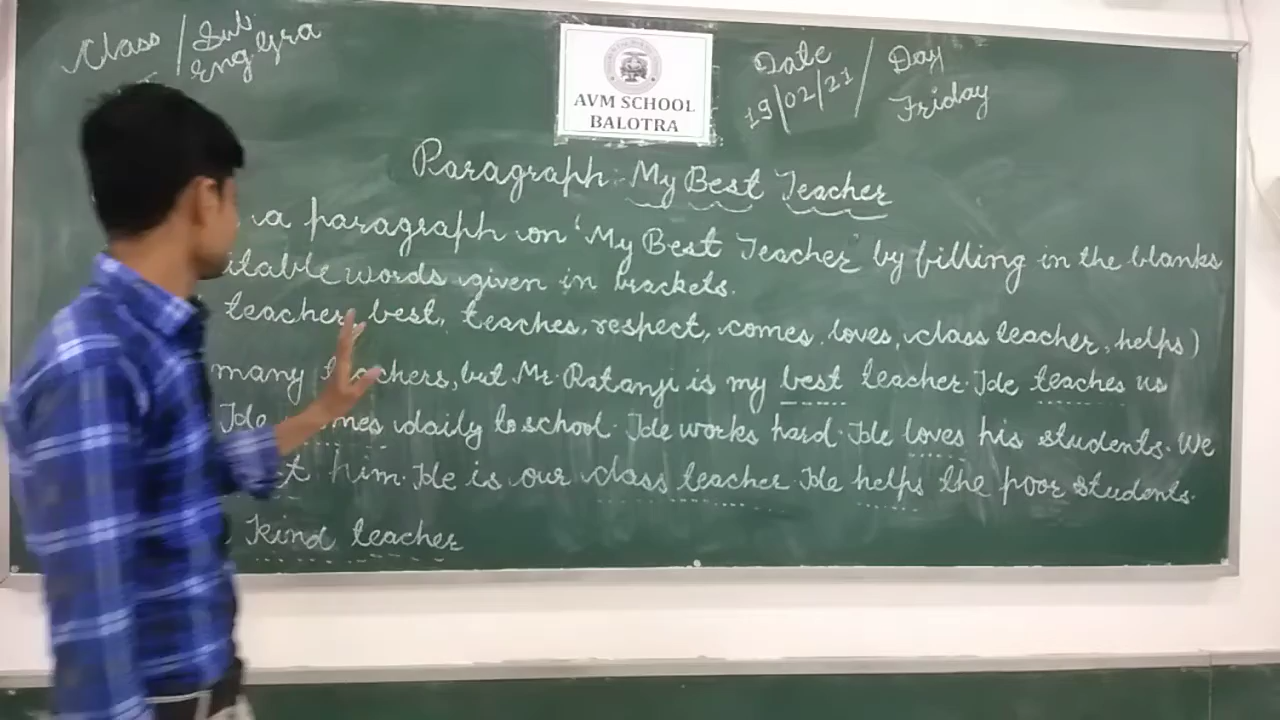 Class / Sub
Eng Gra
AVM SCHOOL
BALOTRA
Date / Day
19/02/21 / Friday
Paragraph: My Best Teacher
a paragraph on 'My Best Teacher' by filling in the blanks
itable words given in brackets.
teacher, best, teaches, respect, comes, loves, class teacher, helps)
many teachers, but Mr. Ratanji is my best teacher. He teaches us
He comes daily to school. He works hard. He loves his students. We
him. He is our class teacher. He helps the poor students.
Kind teacher